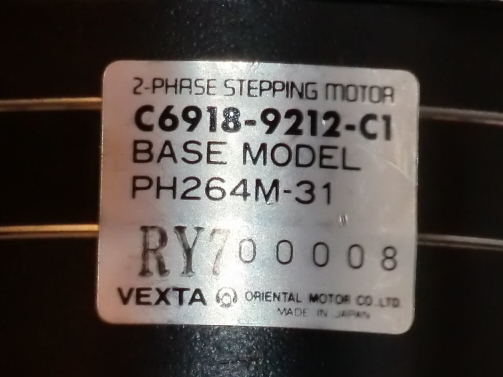 2-PHASE STEPPING MOTOR
C6918-9212-C1
BASE MODEL
PH264M-31
RY700008
VEXTA ORIENTAL MOTOR CO.LTD.
MADE IN JAPAN